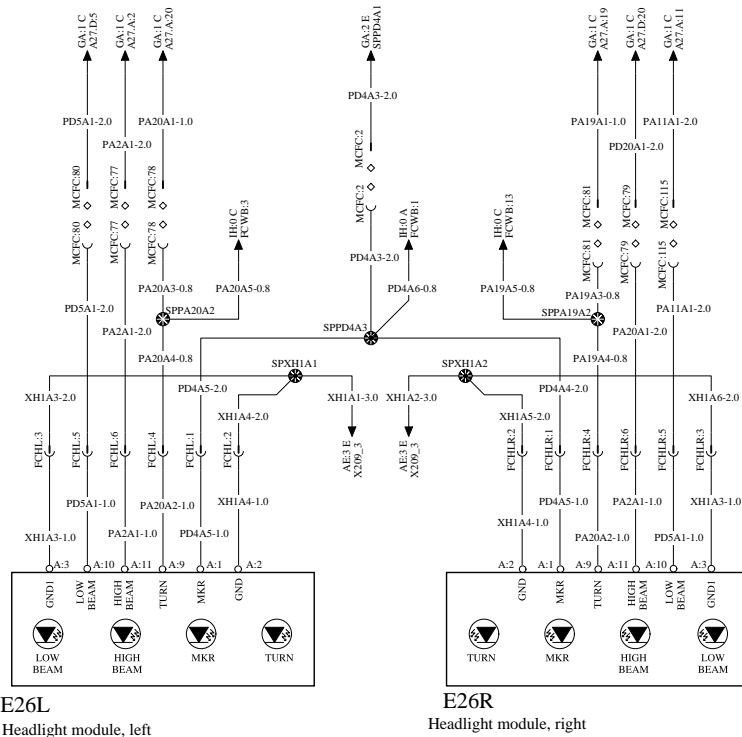 GA:1 C
A27.D:5
GA:1 C
A27.A:2
GA:1 C
A27.A:20
GA:2 E
SPPD4A1
GA:1 C
A27.A:19
GA:1 C
A27.D:20
GA:1 C
A27.A:11
PD4A3-2.0
PD5A1-2.0
PA20A1-1.0
PA19A1-1.0
PA11A1-2.0
PA2A1-2.0
PD20A1-2.0
MCFC:2
MCFC:2
MCFC:80
MCFC:77
MCFC:78
MCFC:81
MCFC:79
MCFC:115
MCFC:80
MCFC:77
MCFC:78
MCFC:81
MCFC:79
MCFC:115
IH:0 C
FCWB:3
IH:0 A
FCWB:1
IH:0 C
FCWB:13
PD4A3-2.0
PA20A3-0.8
PA20A5-0.8
PD4A6-0.8
PA19A5-0.8
PA19A3-0.8
PD5A1-2.0
SPPA20A2
SPPA19A2
PA11A1-2.0
PA2A1-2.0
SPPD4A3
PA20A1-2.0
PA20A4-0.8
SPXH1A1
SPXH1A2
PA19A4-0.8
PD4A5-2.0
PD4A4-2.0
XH1A3-2.0
XH1A1-3.0
XH1A2-3.0
XH1A6-2.0
XH1A4-2.0
XH1A5-2.0
FCHL:3
FCHL:5
FCHL:6
FCHL:4
FCHL:1
FCHL:2
AE:3 E
X209_3
AE:3 E
X209_3
FCHLR:2
FCHLR:1
FCHLR:4
FCHLR:6
FCHLR:5
FCHLR:3
PD5A1-1.0
PA20A2-1.0
XH1A4-1.0
PD4A5-1.0
PA2A1-1.0
XH1A3-1.0
XH1A4-1.0
XH1A3-1.0
PA2A1-1.0
PD4A5-1.0
PA20A2-1.0
PD5A1-1.0
A:3
A:10
A:11
A:9
A:1
A:2
A:2
A:1
A:9
A:11
A:10
A:3
GND1
LOW
BEAM
HIGH
BEAM
TURN
MKR
GND
GND
MKR
TURN
HIGH
BEAM
LOW
BEAM
GND1
LOW
BEAM
HIGH
BEAM
MKR
TURN
TURN
MKR
HIGH
BEAM
LOW
BEAM
E26L
Headlight module, left
E26R
Headlight module, right